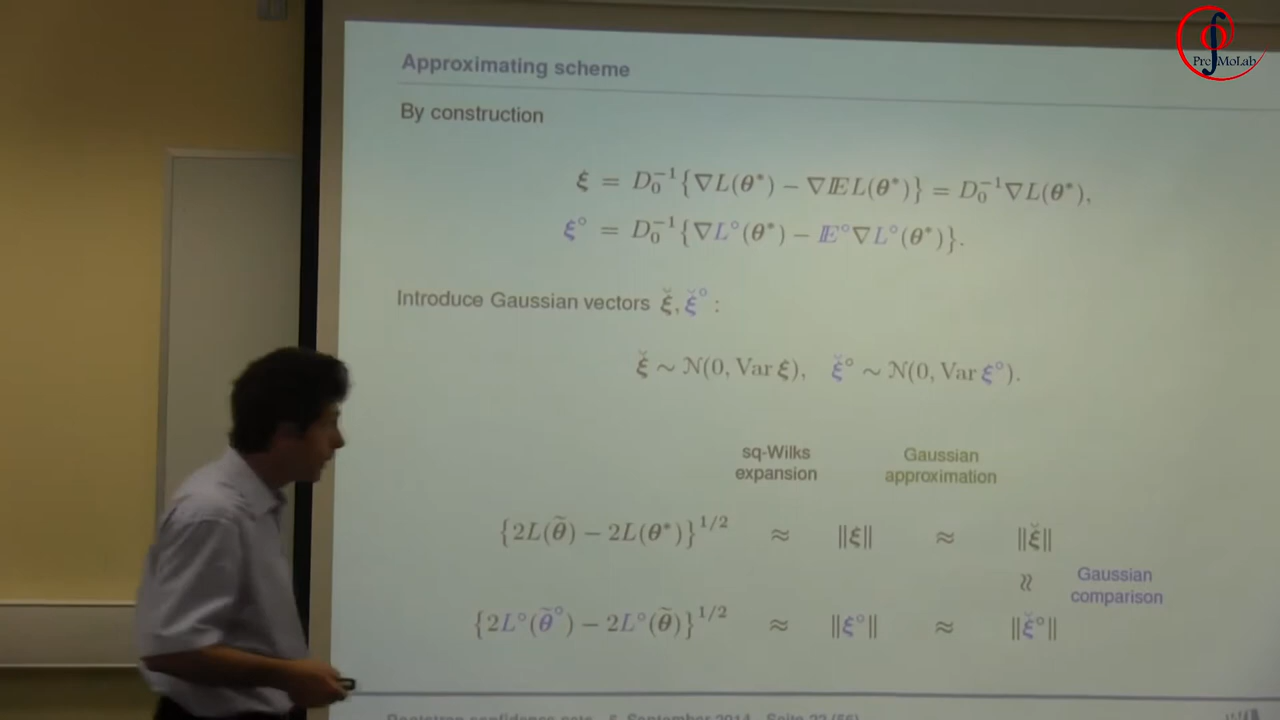 PreMoLab
Approximating scheme
By construction
ξ = D₀⁻¹{∇L(θ*) − ∇𝔼L(θ*)} = D₀⁻¹∇L(θ*),
ξ° = D₀⁻¹{∇L°(θ*) − 𝔼°∇L°(θ*)}.
Introduce Gaussian vectors ξ̆, ξ̆° :
ξ̆ ~ N(0, Var ξ), ξ̆° ~ N(0, Var ξ°).
sq-Wilks expansion
Gaussian approximation
{2L(θ̃) − 2L(θ*)}^1/2 ≈ ‖ξ‖ ≈ ‖ξ̆‖
≈ Gaussian comparison
{2L°(θ̃°) − 2L°(θ̃)}^1/2 ≈ ‖ξ°‖ ≈ ‖ξ̆°‖